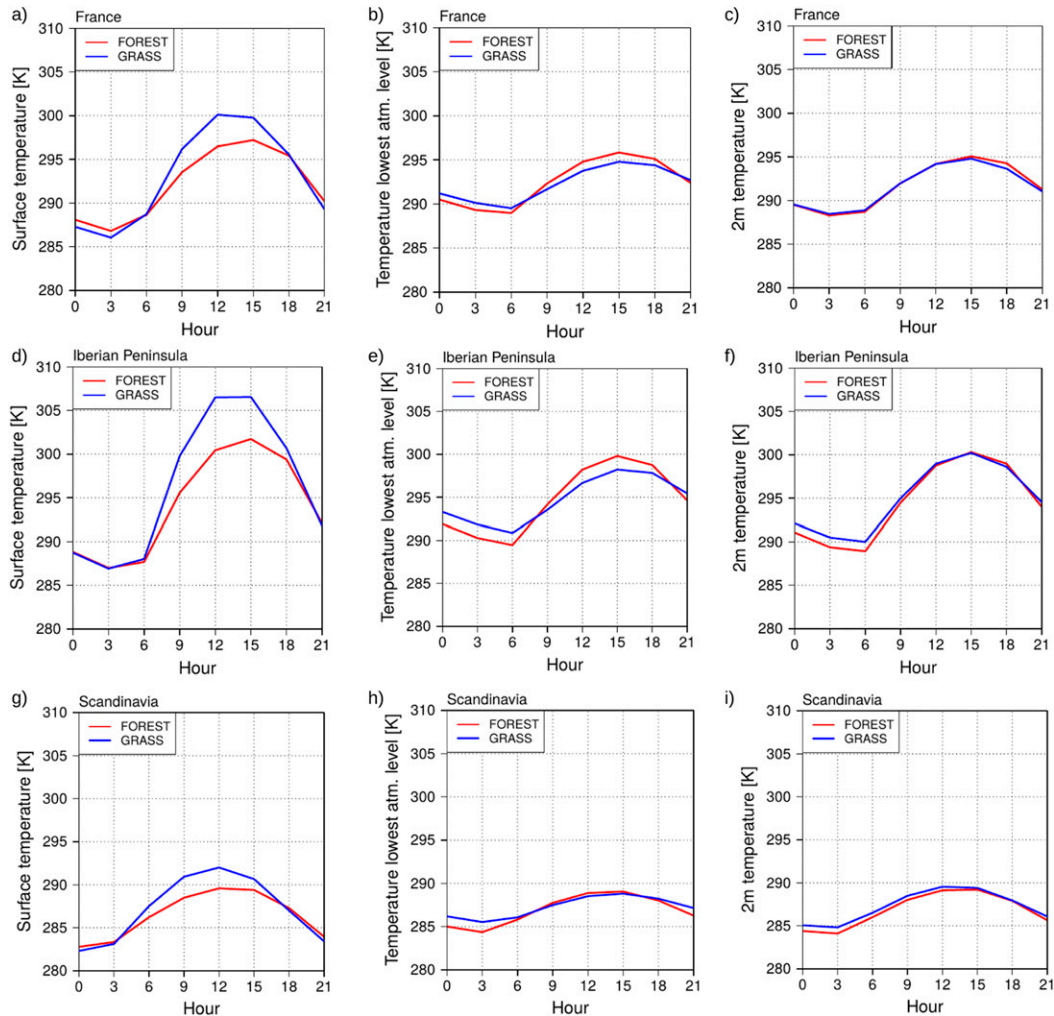 a) France
310
305
300
295
290
285
280
Surface temperature [K]
FOREST
GRASS
0 3 6 9 12 15 18 21
Hour
b) France
310
305
300
295
290
285
280
Temperature lowest atm. level [K]
FOREST
GRASS
0 3 6 9 12 15 18 21
Hour
c) France
310
305
300
295
290
285
280
2m temperature [K]
FOREST
GRASS
0 3 6 9 12 15 18 21
Hour
d) Iberian Peninsula
310
305
300
295
290
285
280
Surface temperature [K]
FOREST
GRASS
0 3 6 9 12 15 18 21
Hour
e) Iberian Peninsula
310
305
300
295
290
285
280
Temperature lowest atm. level [K]
FOREST
GRASS
0 3 6 9 12 15 18 21
Hour
f) Iberian Peninsula
310
305
300
295
290
285
280
2m temperature [K]
FOREST
GRASS
0 3 6 9 12 15 18 21
Hour
g) Scandinavia
310
305
300
295
290
285
280
Surface temperature [K]
FOREST
GRASS
0 3 6 9 12 15 18 21
Hour
h) Scandinavia
310
305
300
295
290
285
280
Temperature lowest atm. level [K]
FOREST
GRASS
0 3 6 9 12 15 18 21
Hour
i) Scandinavia
310
305
300
295
290
285
280
2m temperature [K]
FOREST
GRASS
0 3 6 9 12 15 18 21
Hour